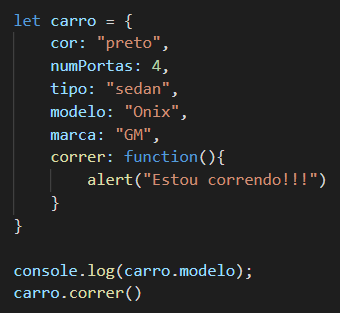 let carro = {
    cor: "preto",
    numPortas: 4,
    tipo: "sedan",
    modelo: "Onix",
    marca: "GM",
    correr: function(){
        alert("Estou correndo!!!")
    }
}

console.log(carro.modelo);
carro.correr()